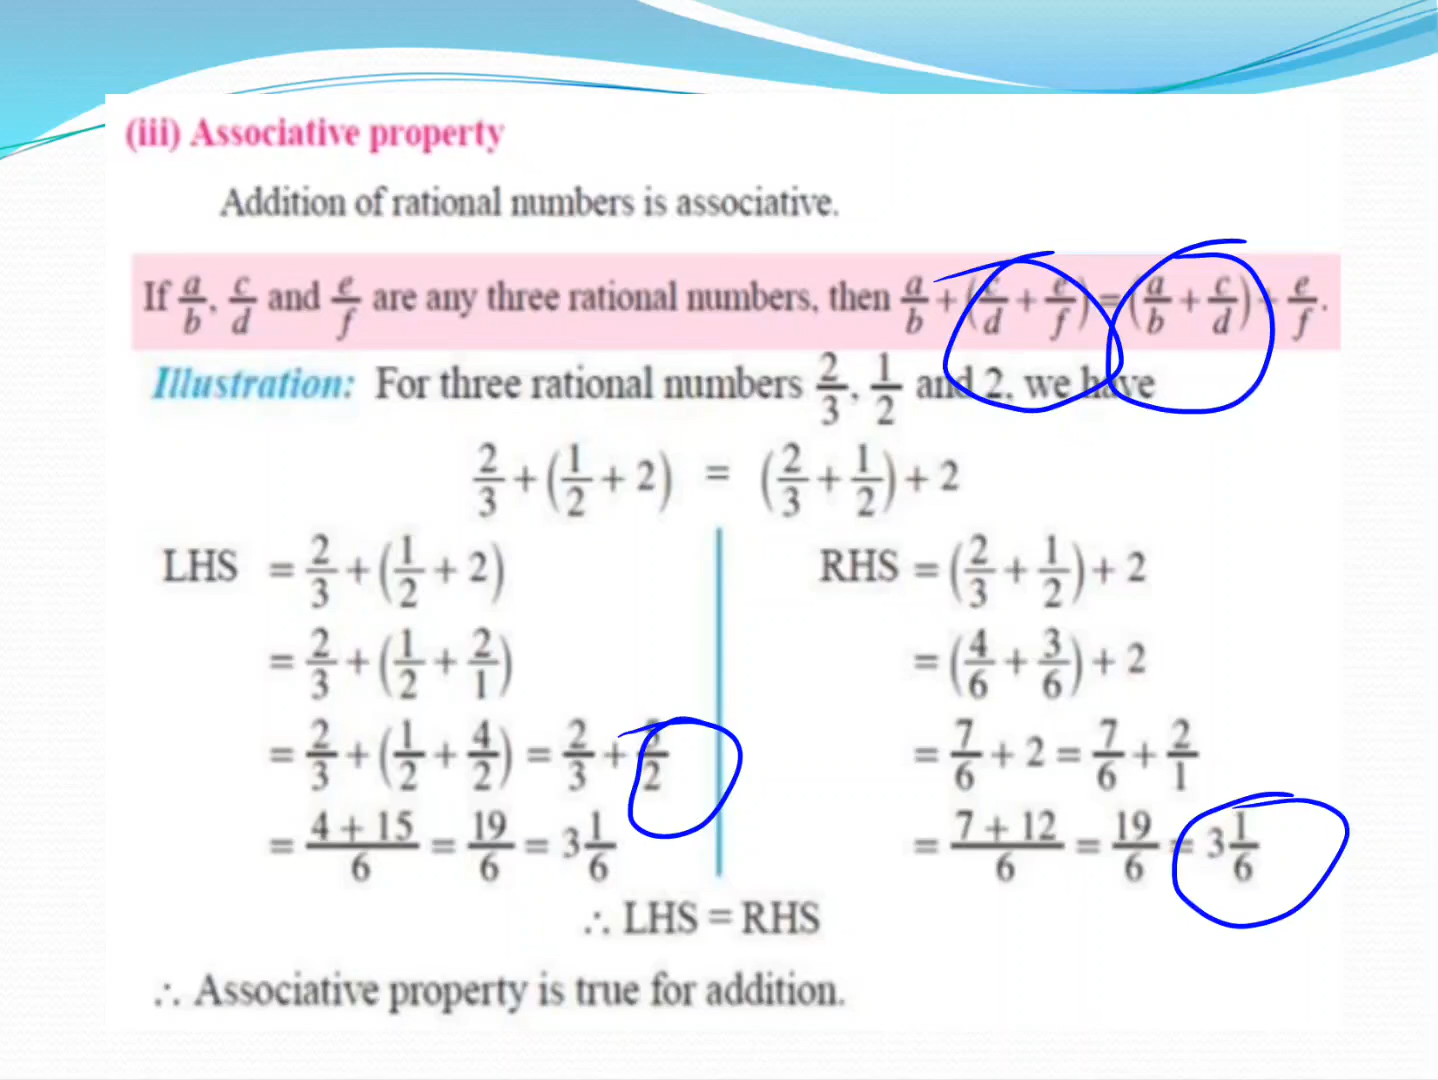 (iii) Associative property
Addition of rational numbers is associative.
If a/b, c/d and e/f are any three rational numbers, then a/b + (c/d + e/f) = (a/b + c/d) + e/f.
Illustration: For three rational numbers 2/3, 1/2 and 2, we have
2/3 + (1/2 + 2) = (2/3 + 1/2) + 2
LHS = 2/3 + (1/2 + 2)
= 2/3 + (1/2 + 2/1)
= 2/3 + (1/2 + 4/2) = 2/3 + 5/2
= (4 + 15)/6 = 19/6 = 3 1/6
RHS = (2/3 + 1/2) + 2
= (4/6 + 3/6) + 2
= 7/6 + 2 = 7/6 + 2/1
= (7 + 12)/6 = 19/6 = 3 1/6
∴ LHS = RHS
∴ Associative property is true for addition.